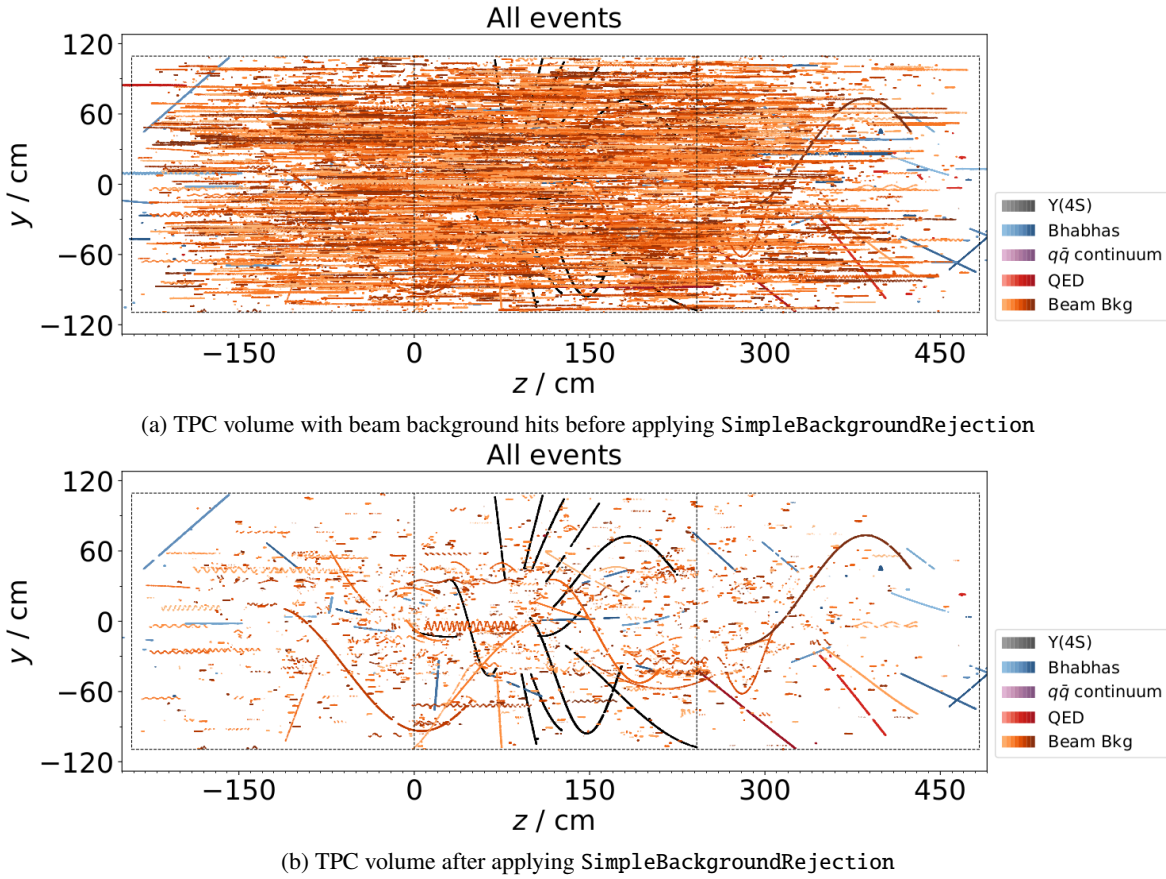 All events
120
60
0
−60
−120
y / cm
−150 0 150 300 450
z / cm
Υ(4S)
Bhabhas
qq̄ continuum
QED
Beam Bkg
(a) TPC volume with beam background hits before applying SimpleBackgroundRejection
All events
120
60
0
−60
−120
y / cm
−150 0 150 300 450
z / cm
Υ(4S)
Bhabhas
qq̄ continuum
QED
Beam Bkg
(b) TPC volume after applying SimpleBackgroundRejection